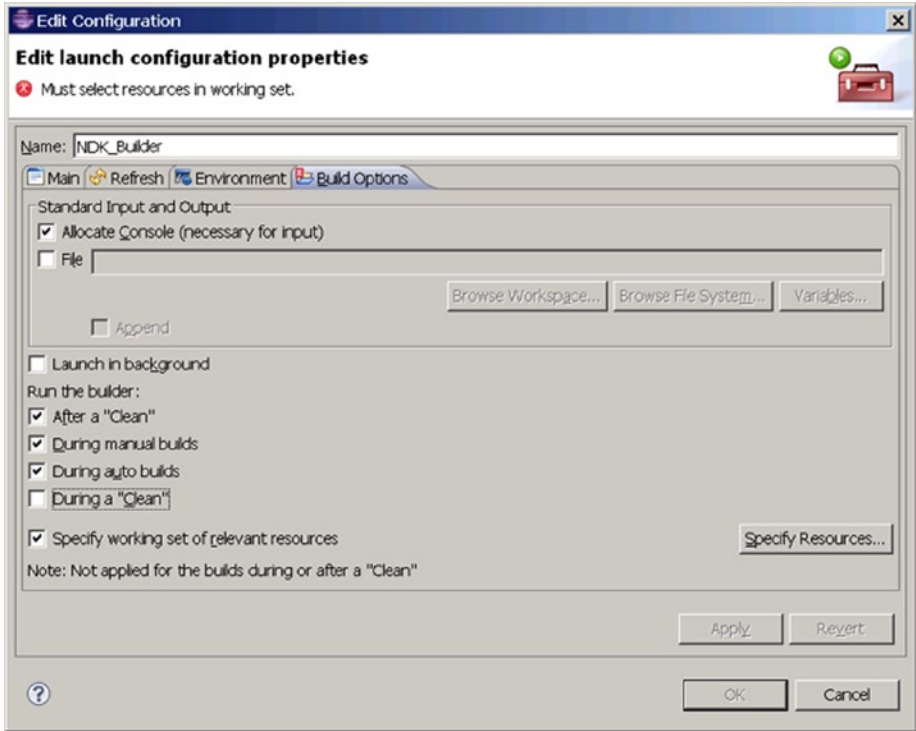 Edit Configuration
Edit launch configuration properties
Must select resources in working set.
Name: NDK_Builder
Main Refresh Environment Build Options
Standard Input and Output
Allocate Console (necessary for input)
File
Browse Workspace... Browse File System... Variables...
Append
Launch in background
Run the builder:
After a "Clean"
During manual builds
During auto builds
During a "Clean"
Specify working set of relevant resources Specify Resources...
Note: Not applied for the builds during or after a "Clean"
Apply Revert
? OK Cancel